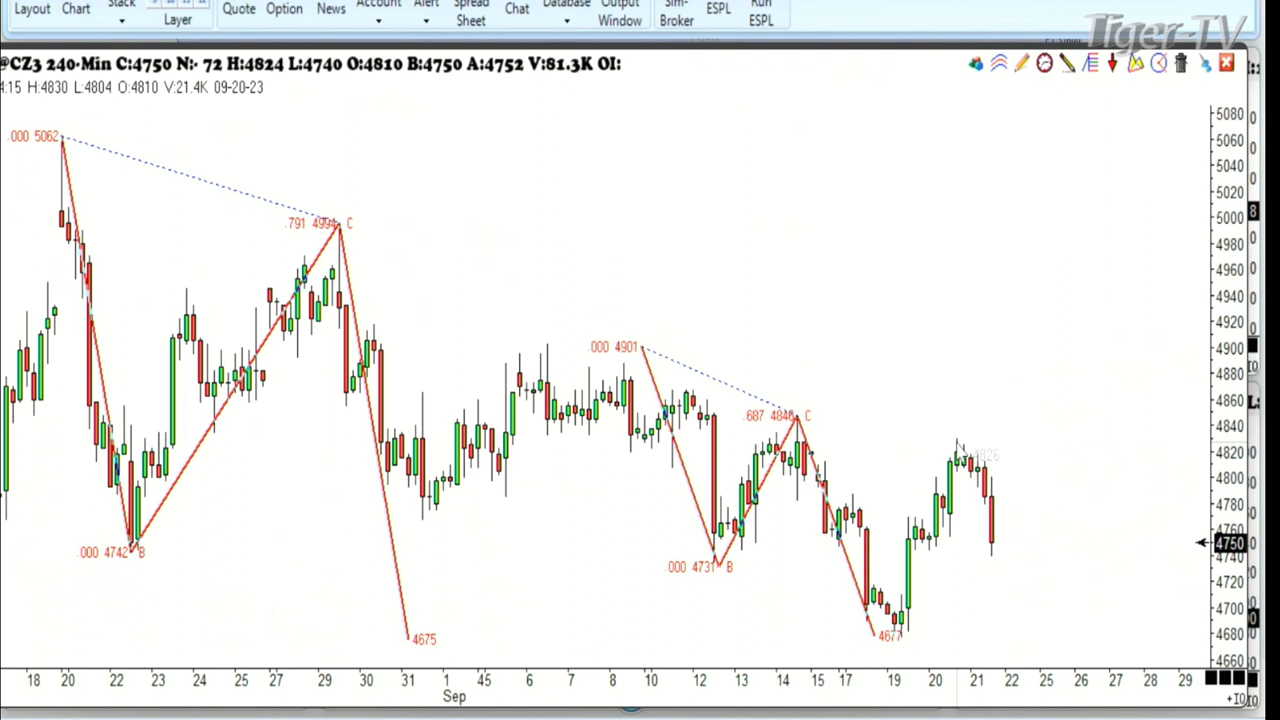 Layout Chart Stack Layer Quote Option News Account Alert Spread Sheet Chat Database Output Window Sim-Broker ESPL Run ESPL
Tiger-TV
@CZ3 240-Min C:4750 N:- 72 H:4824 L:4740 O:4810 B:4750 A:4752 V:81.3K OI:
4:15 H:4830 L:4804 O:4810 V:21.4K 09-20-23
5080
.000 5062
5060
5040
5020
.791 4994 C
5000
4980
4960
4940
4920
.000 4901
4900
4880
4860
.687 4846 C
4840
4826
4820
4800
4780
4760
4750
4740
.000 4742 B
.000 4731 B
4720
4700
4680
4675
4677
4660
18 20 22 23 24 25 27 29 30 31 1 45 6 7 8 10 12 13 14 15 17 19 20 21 22 25 26 27 28 29
Sep